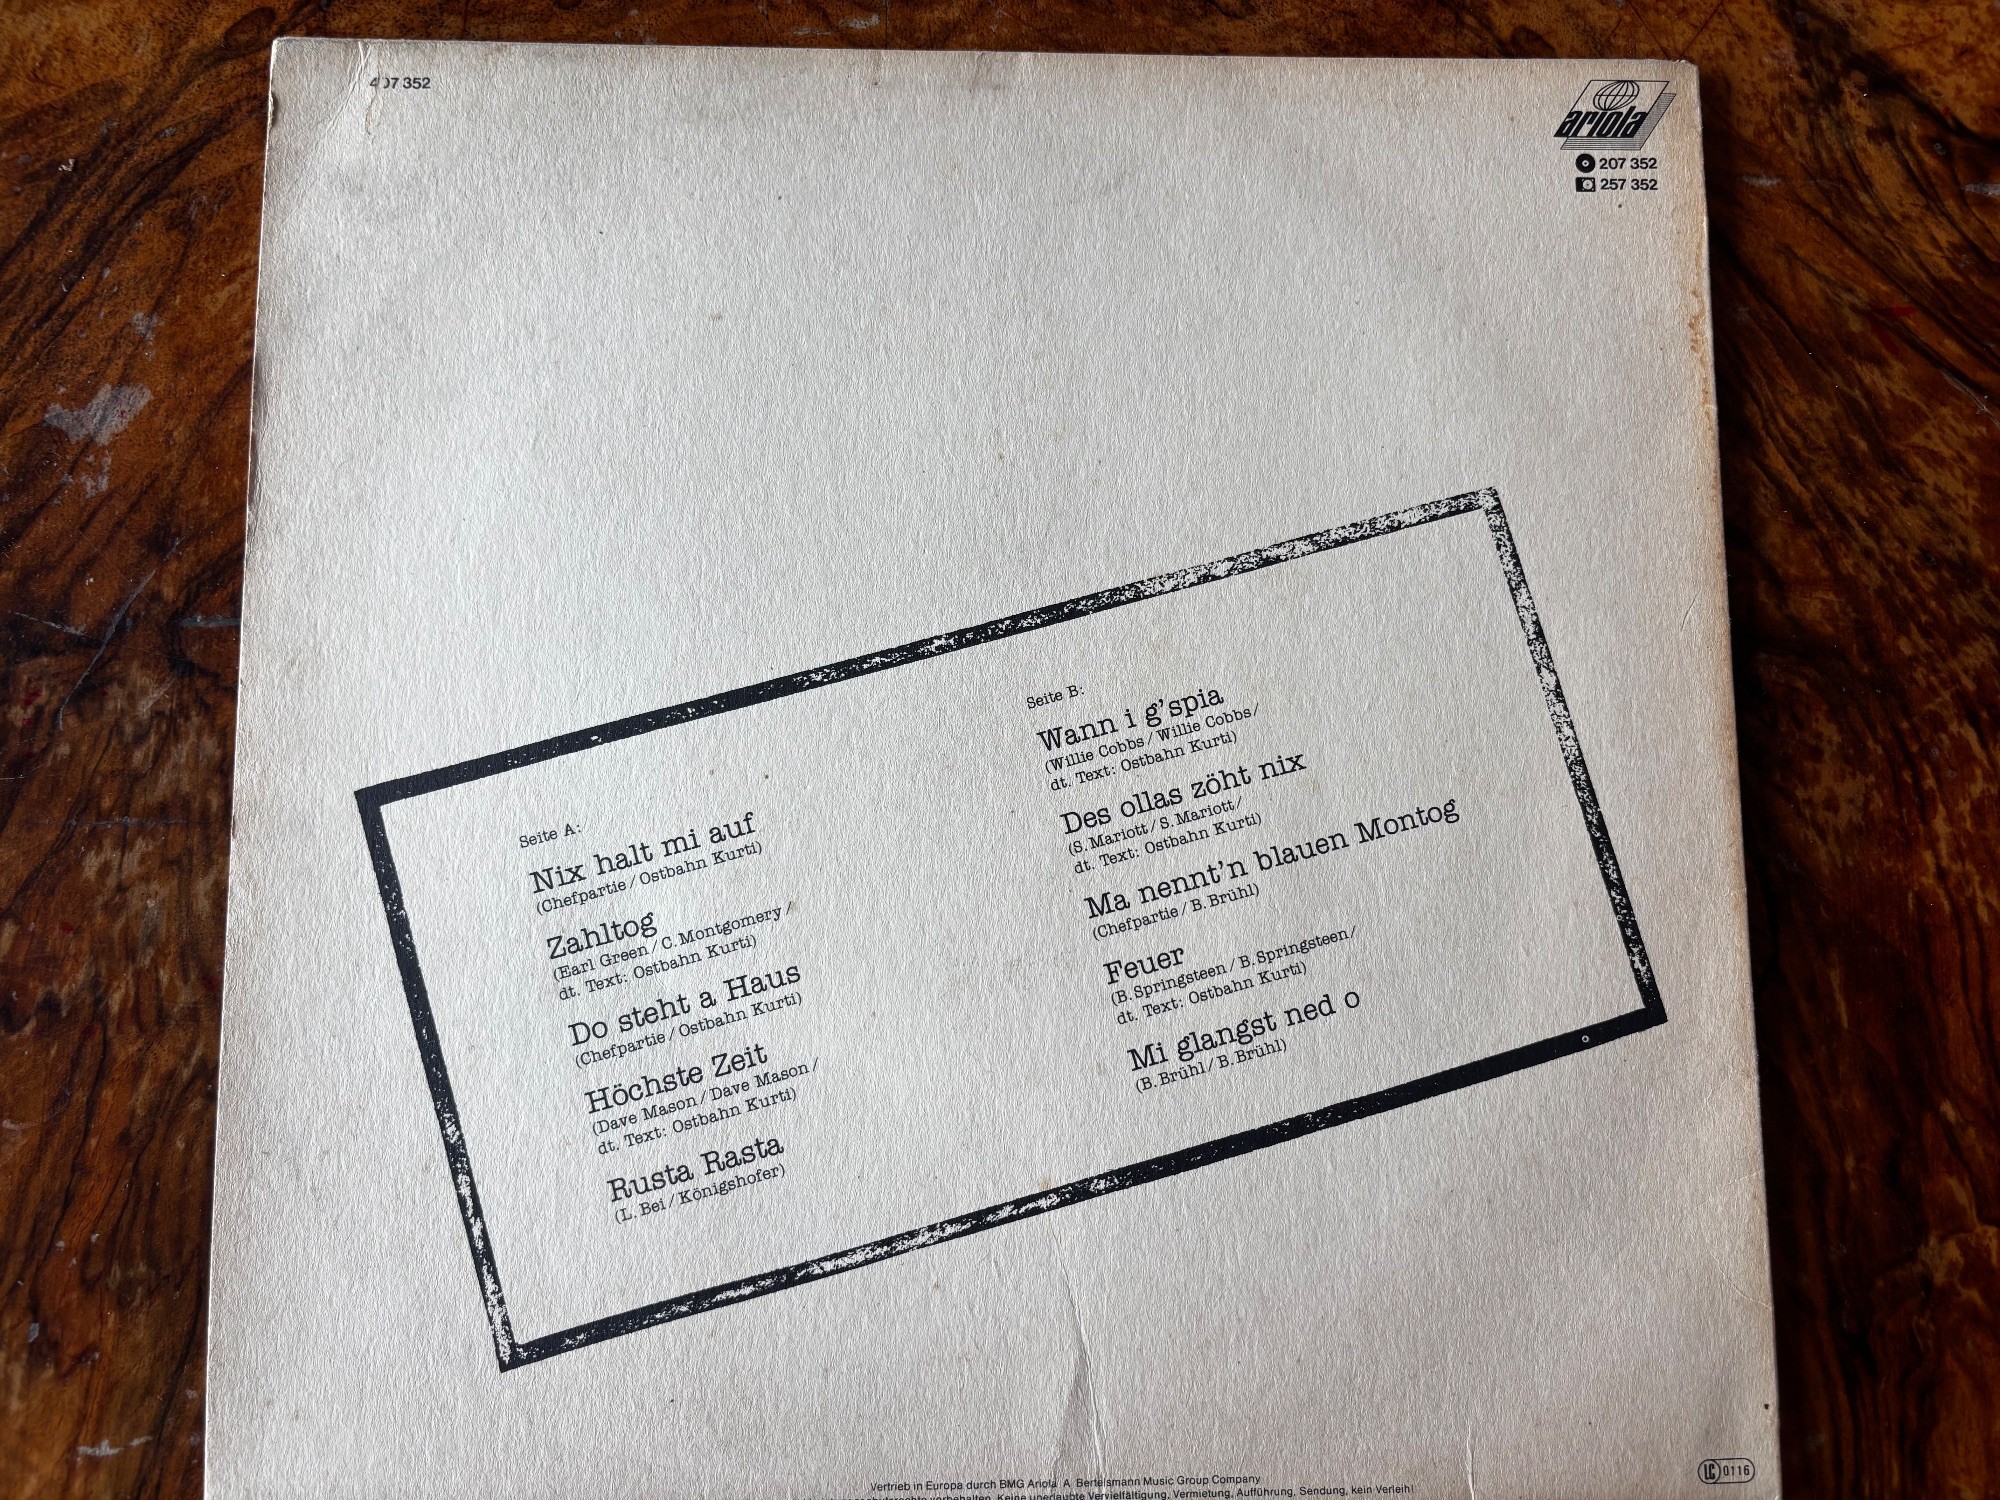 407 352
ariola
207 352
257 352
Seite A:
Nix halt mi auf
(Chefpartie / Ostbahn Kurti)
Zahltog
(Earl Green / C. Montgomery /
dt. Text: Ostbahn Kurti)
Do steht a Haus
(Chefpartie / Ostbahn Kurti)
Höchste Zeit
(Dave Mason / Dave Mason /
dt. Text: Ostbahn Kurti)
Rusta Rasta
(L. Bei / Königshofer)
Seite B:
Wann i g'spia
(Willie Cobbs / Willie Cobbs /
dt. Text: Ostbahn Kurti)
Des ollas zöht nix
(S. Mariott / S. Mariott /
dt. Text: Ostbahn Kurti)
Ma nennt'n blauen Montog
(Chefpartie / B. Brühl)
Feuer
(B. Springsteen / B. Springsteen /
dt. Text: Ostbahn Kurti)
Mi glangst ned o
(B. Brühl / B. Brühl)
LC 0116
Vertrieb in Europa durch BMG Ariola. A Bertelsmann Music Group Company
vorbehalten. Keine unerlaubte Vervielfältigung, Vermietung, Aufführung, Sendung, kein Verleih!